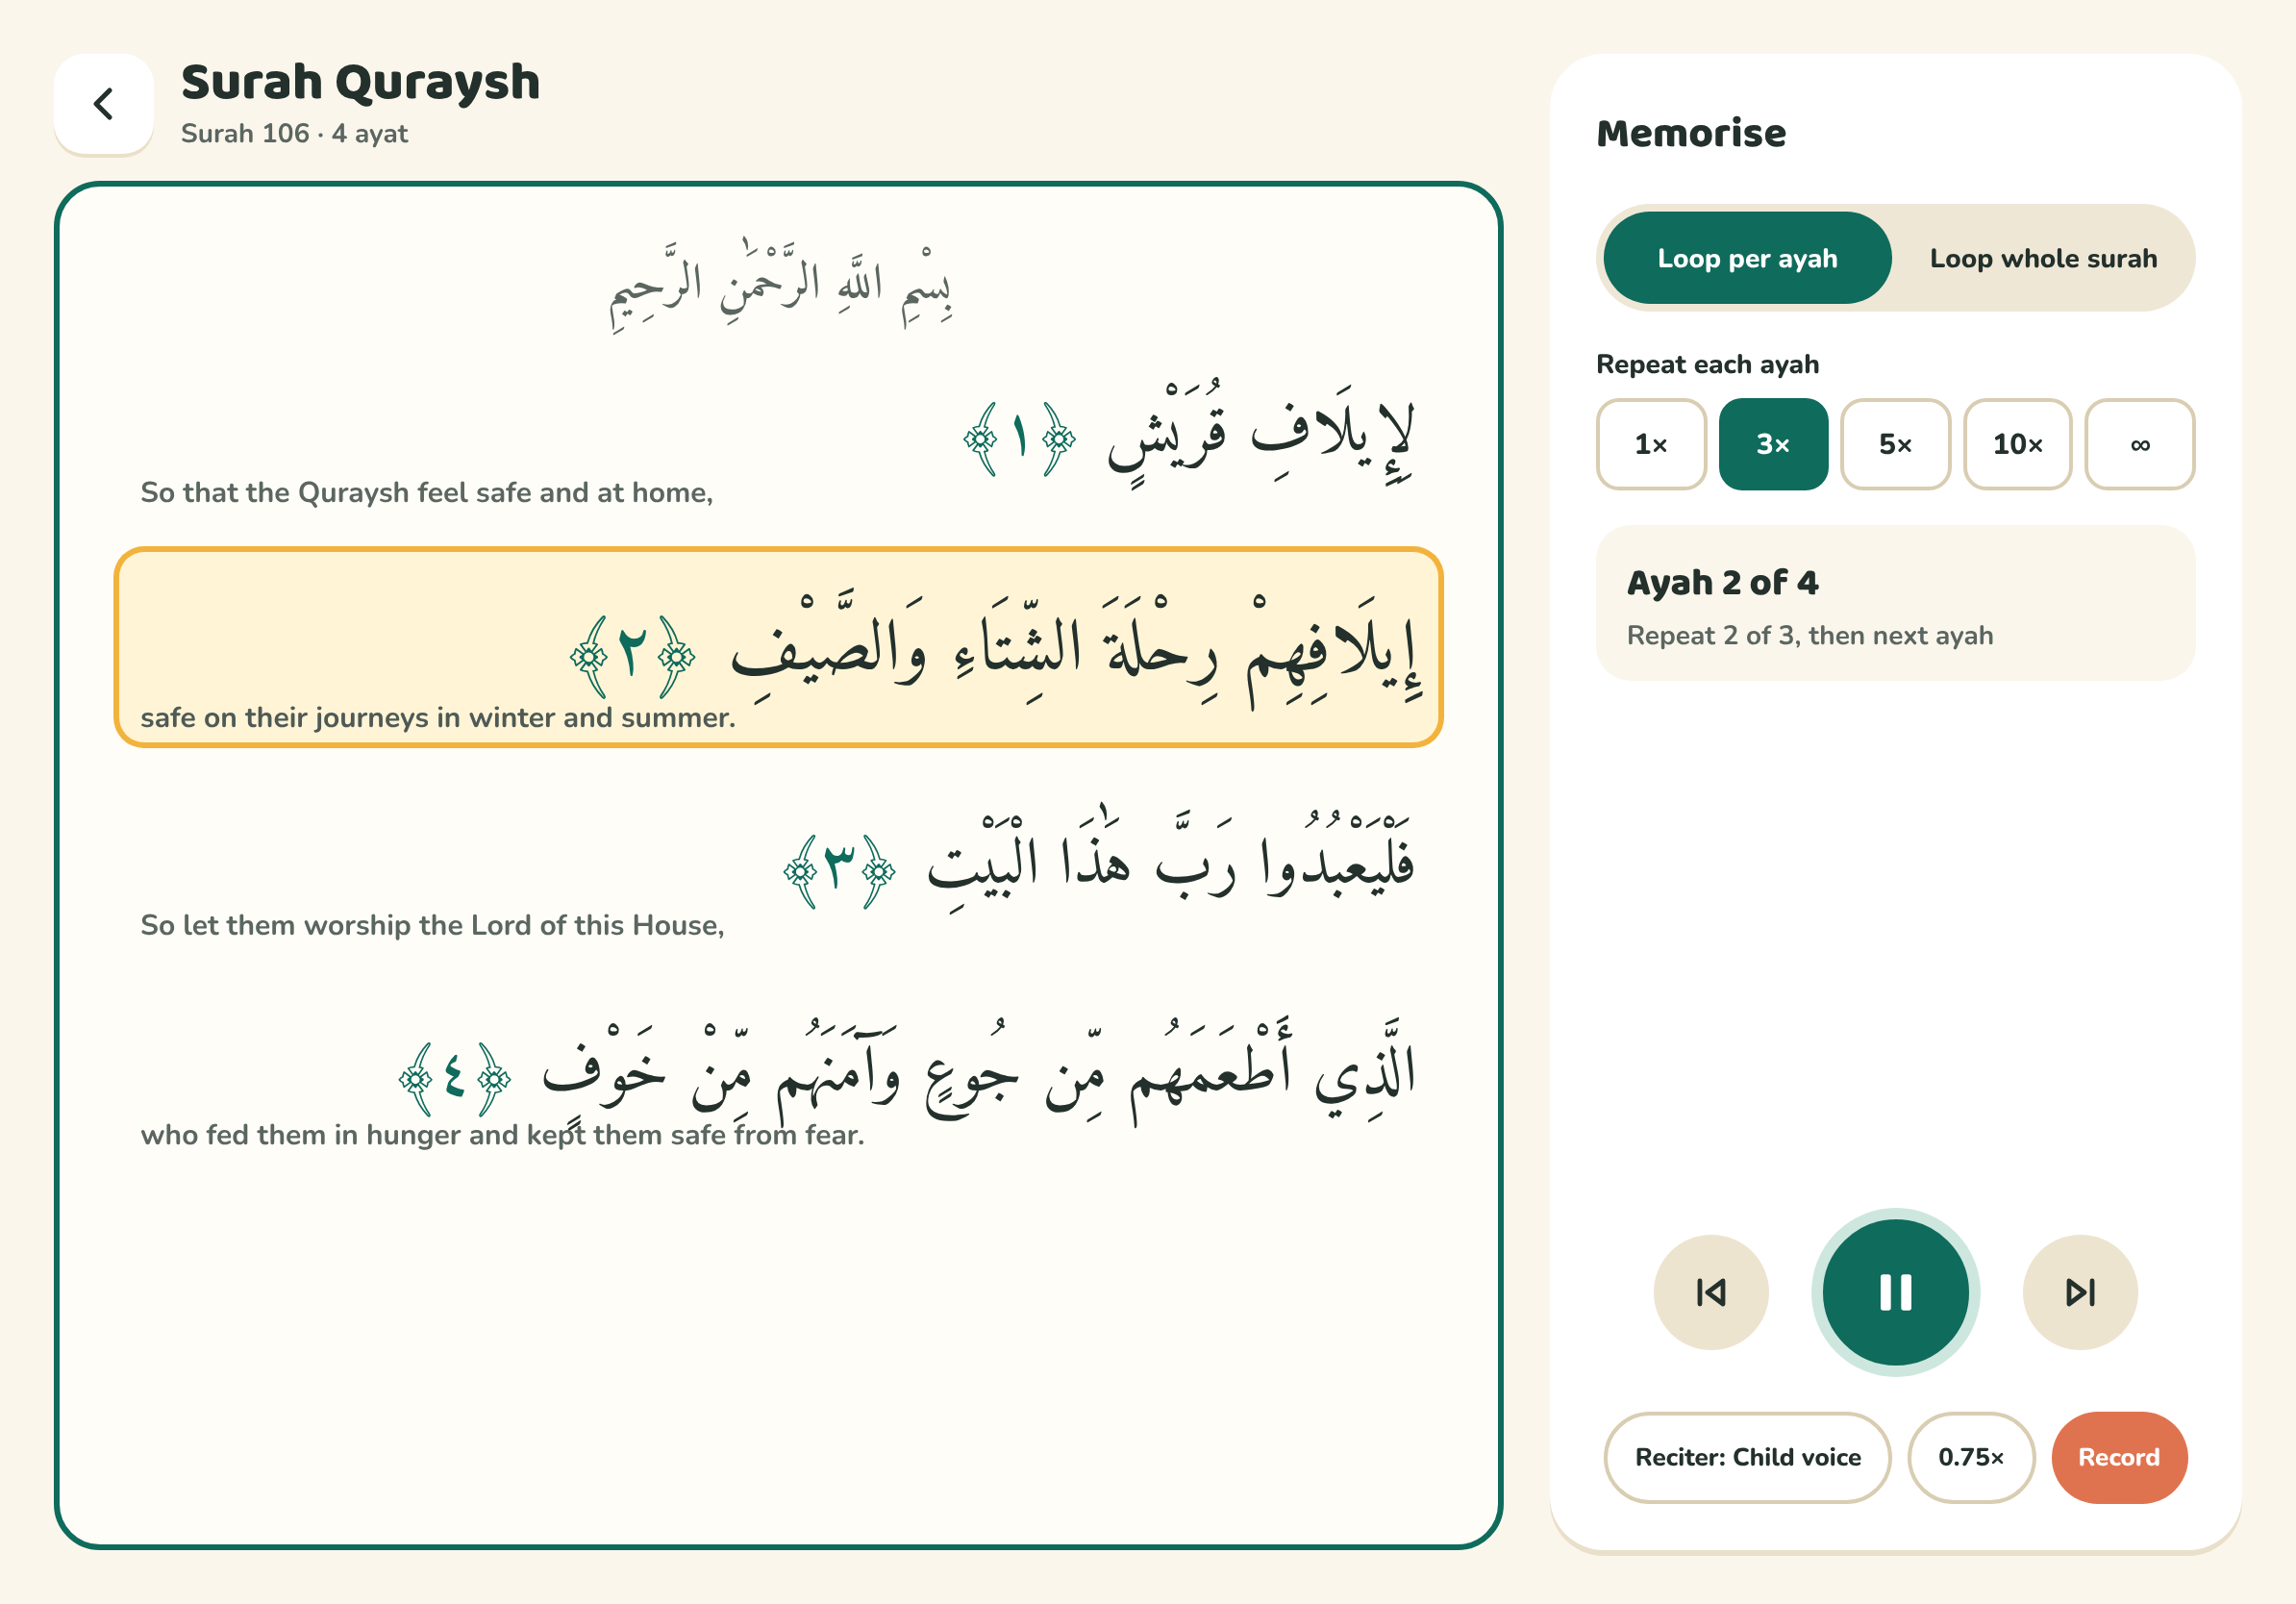 Surah Quraysh
Surah 106 · 4 ayat
بِسْمِ اللَّهِ الرَّحْمَٰنِ الرَّحِيمِ
لِإِيلَافِ قُرَيْشٍ ﴿١﴾
So that the Quraysh feel safe and at home,
إِيلَافِهِمْ رِحْلَةَ الشِّتَاءِ وَالصَّيْفِ ﴿٢﴾
safe on their journeys in winter and summer.
فَلْيَعْبُدُوا رَبَّ هَٰذَا الْبَيْتِ ﴿٣﴾
So let them worship the Lord of this House,
الَّذِي أَطْعَمَهُم مِّن جُوعٍ وَآمَنَهُم مِّنْ خَوْفٍ ﴿٤﴾
who fed them in hunger and kept them safe from fear.
Memorise
Loop per ayah
Loop whole surah
Repeat each ayah
1× 3× 5× 10× ∞
Ayah 2 of 4
Repeat 2 of 3, then next ayah
Reciter: Child voice
0.75×
Record